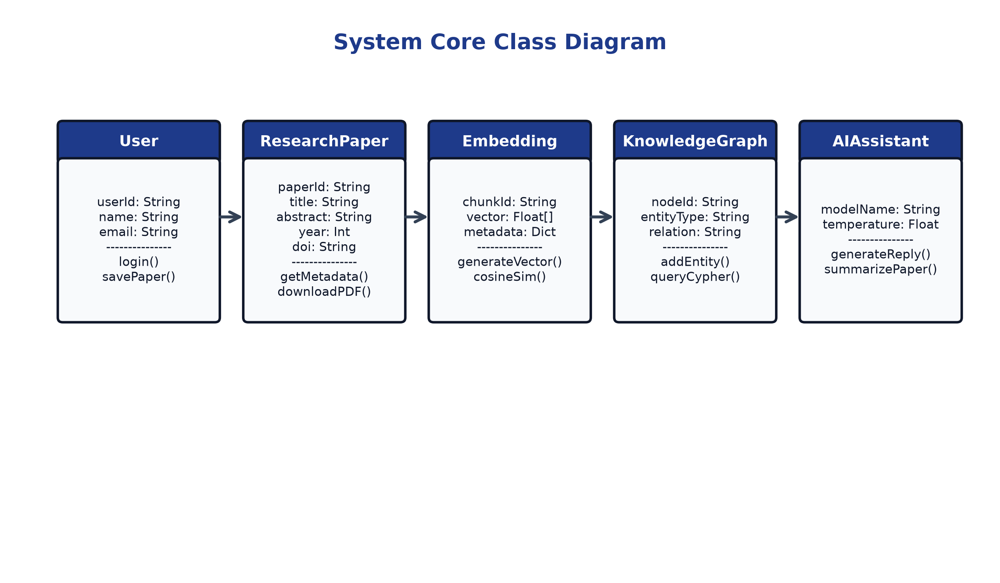 System Core Class Diagram
User
userId: String
name: String
email: String
---------------
login()
savePaper()
ResearchPaper
paperId: String
title: String
abstract: String
year: Int
doi: String
---------------
getMetadata()
downloadPDF()
Embedding
chunkId: String
vector: Float[]
metadata: Dict
---------------
generateVector()
cosineSim()
KnowledgeGraph
nodeId: String
entityType: String
relation: String
---------------
addEntity()
queryCypher()
AIAssistant
modelName: String
temperature: Float
---------------
generateReply()
summarizePaper()